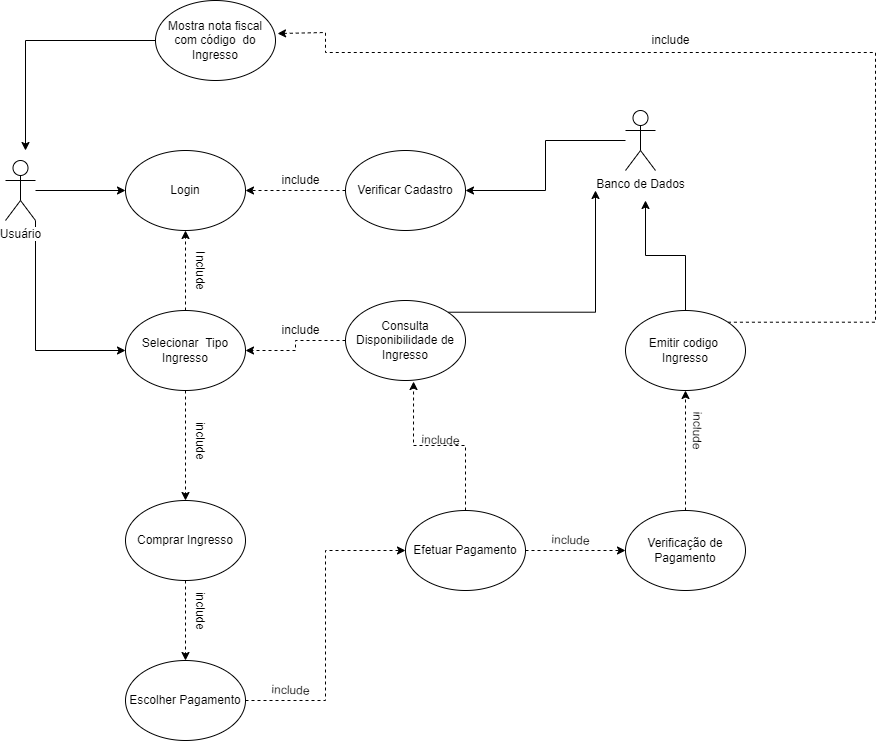 Mostra nota fiscal
com código do
Ingresso
include
Login
include
Verificar Cadastro
Banco de Dados
Usuário
Include
Selecionar Tipo
Ingresso
include
Consulta
Disponibilidade de
Ingresso
Emitir codigo
Ingresso
include
include
include
Comprar Ingresso
Efetuar Pagamento
include
Verificação de
Pagamento
include
Escolher Pagamento
include